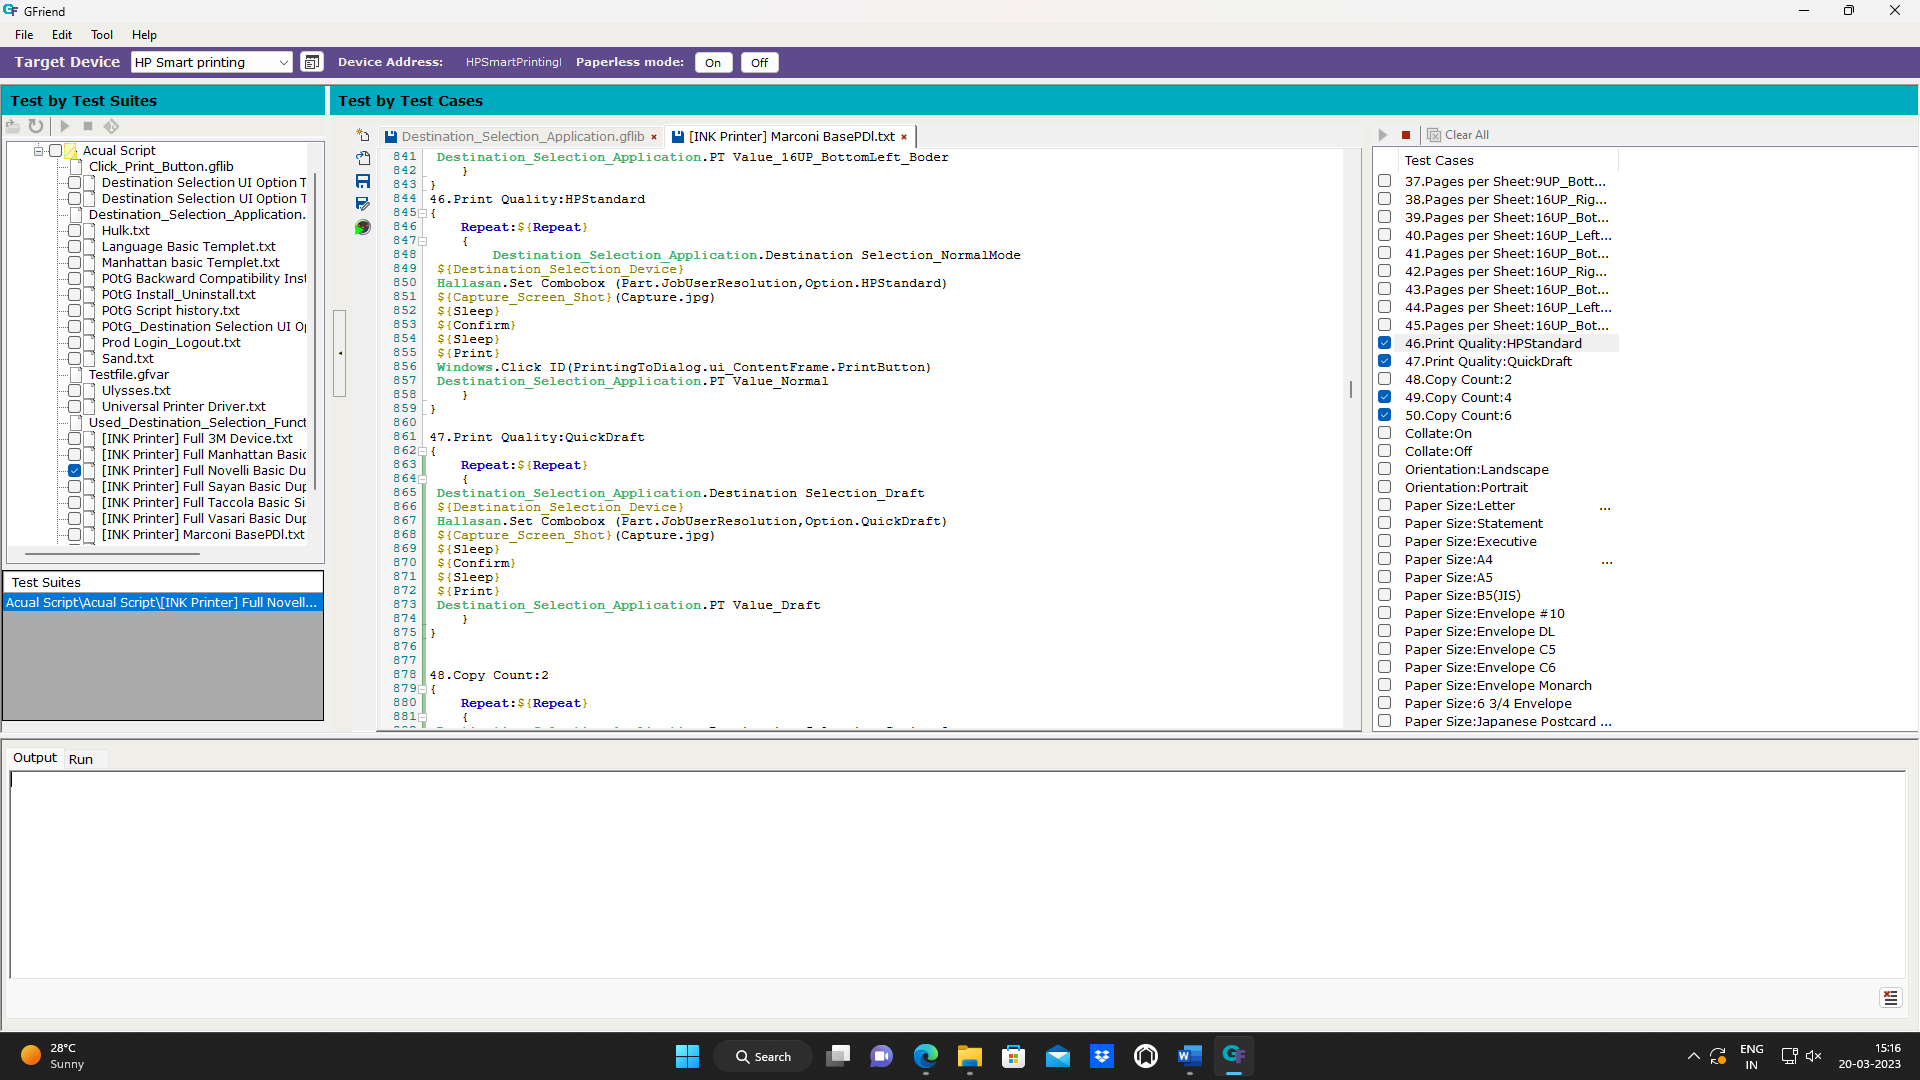 GFriend
File Edit Tool Help
Target Device HP Smart printing Device Address: HPSmartPrintingI Paperless mode: On Off
Test by Test Suites
Acual Script
Click_Print_Button.gflib
Destination Selection UI Option T
Destination Selection UI Option T
Destination_Selection_Application.
Hulk.txt
Language Basic Templet.txt
Manhattan basic Templet.txt
POtG Backward Compatibility Inst
POtG Install_Uninstall.txt
POtG Script history.txt
POtG_Destination Selection UI Op
Prod Login_Logout.txt
Sand.txt
Testfile.gfvar
Ulysses.txt
Universal Printer Driver.txt
Used_Destination_Selection_Funct
[INK Printer] Full 3M Device.txt
[INK Printer] Full Manhattan Basic
[INK Printer] Full Novelli Basic Du
[INK Printer] Full Sayan Basic Dup
[INK Printer] Full Taccola Basic Si
[INK Printer] Full Vasari Basic Dup
[INK Printer] Marconi BasePDl.txt
Test Suites
Acual Script\Acual Script\[INK Printer] Full Novell...
Test by Test Cases
Destination_Selection_Application.gflib × [INK Printer] Marconi BasePDl.txt ×
841 Destination_Selection_Application.PT Value_16UP_BottomLeft_Boder
842 }
843 }
844 46.Print Quality:HPStandard
845 {
846 Repeat:${Repeat}
847 {
848 Destination_Selection_Application.Destination Selection_NormalMode
849 ${Destination_Selection_Device}
850 Hallasan.Set Combobox (Part.JobUserResolution,Option.HPStandard)
851 ${Capture_Screen_Shot}(Capture.jpg)
852 ${Sleep}
853 ${Confirm}
854 ${Sleep}
855 ${Print}
856 Windows.Click ID(PrintingToDialog.ui_ContentFrame.PrintButton)
857 Destination_Selection_Application.PT Value_Normal
858 }
859 }
860
861 47.Print Quality:QuickDraft
862 {
863 Repeat:${Repeat}
864 {
865 Destination_Selection_Application.Destination Selection_Draft
866 ${Destination_Selection_Device}
867 Hallasan.Set Combobox (Part.JobUserResolution,Option.QuickDraft)
868 ${Capture_Screen_Shot}(Capture.jpg)
869 ${Sleep}
870 ${Confirm}
871 ${Sleep}
872 ${Print}
873 Destination_Selection_Application.PT Value_Draft
874 }
875 }
876
877
878 48.Copy Count:2
879 {
880 Repeat:${Repeat}
881 {
Clear All
Test Cases
37.Pages per Sheet:9UP_Bott...
38.Pages per Sheet:16UP_Rig...
39.Pages per Sheet:16UP_Bot...
40.Pages per Sheet:16UP_Left...
41.Pages per Sheet:16UP_Bot...
42.Pages per Sheet:16UP_Rig...
43.Pages per Sheet:16UP_Bot...
44.Pages per Sheet:16UP_Left...
45.Pages per Sheet:16UP_Bot...
46.Print Quality:HPStandard
47.Print Quality:QuickDraft
48.Copy Count:2
49.Copy Count:4
50.Copy Count:6
Collate:On
Collate:Off
Orientation:Landscape
Orientation:Portrait
Paper Size:Letter ...
Paper Size:Statement
Paper Size:Executive
Paper Size:A4 ...
Paper Size:A5
Paper Size:B5(JIS)
Paper Size:Envelope #10
Paper Size:Envelope DL
Paper Size:Envelope C5
Paper Size:Envelope C6
Paper Size:Envelope Monarch
Paper Size:6 3/4 Envelope
Paper Size:Japanese Postcard ...
Output Run
28°C
Sunny
Search
ENG
IN
15:16
20-03-2023